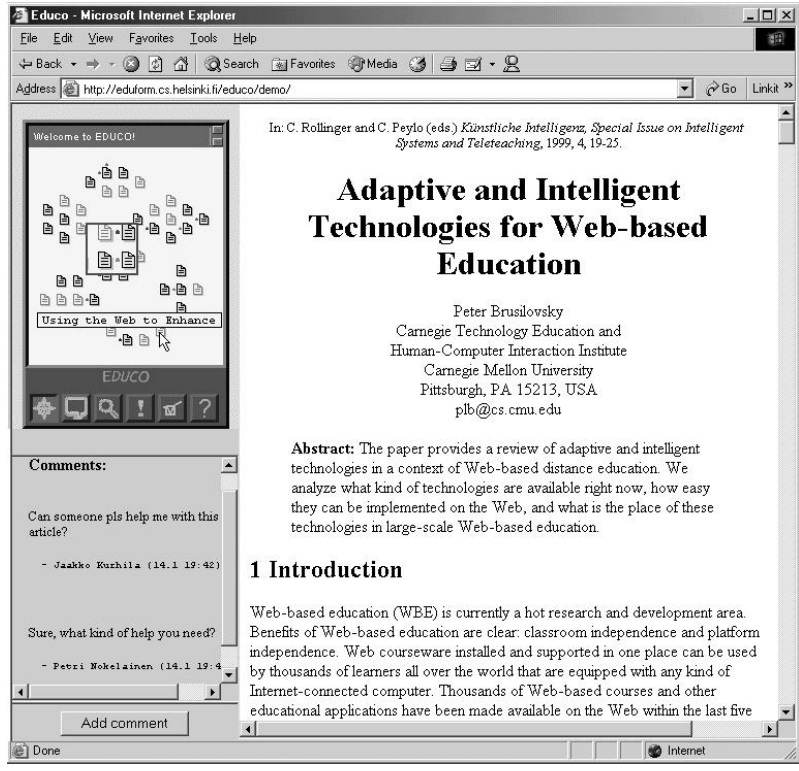 Educo - Microsoft Internet Explorer
File Edit View Favorites Tools Help
Back Search Favorites Media
Address http://eduform.cs.helsinki.fi/educo/demo/ Go Linkit »
Welcome to EDUCO!
Using the Web to Enhance
EDUCO
Comments:
Can someone pls help me with this
article?
- Jaakko Kurhila (14.1 19:42)
Sure, what kind of help you need?
- Petri Nokelainen (14.1 19:4
Add comment
In: C. Rollinger and C. Peylo (eds.) Künstliche Intelligenz, Special Issue on Intelligent
Systems and Teleteaching, 1999, 4, 19-25.
Adaptive and Intelligent
Technologies for Web-based
Education
Peter Brusilovsky
Carnegie Technology Education and
Human-Computer Interaction Institute
Carnegie Mellon University
Pittsburgh, PA 15213, USA
plb@cs.cmu.edu
Abstract: The paper provides a review of adaptive and intelligent
technologies in a context of Web-based distance education. We
analyze what kind of technologies are available right now, how easy
they can be implemented on the Web, and what is the place of these
technologies in large-scale Web-based education.
1 Introduction
Web-based education (WBE) is currently a hot research and development area.
Benefits of Web-based education are clear: classroom independence and platform
independence. Web courseware installed and supported in one place can be used
by thousands of learners all over the world that are equipped with any kind of
Internet-connected computer. Thousands of Web-based courses and other
educational applications have been made available on the Web within the last five
Done Internet